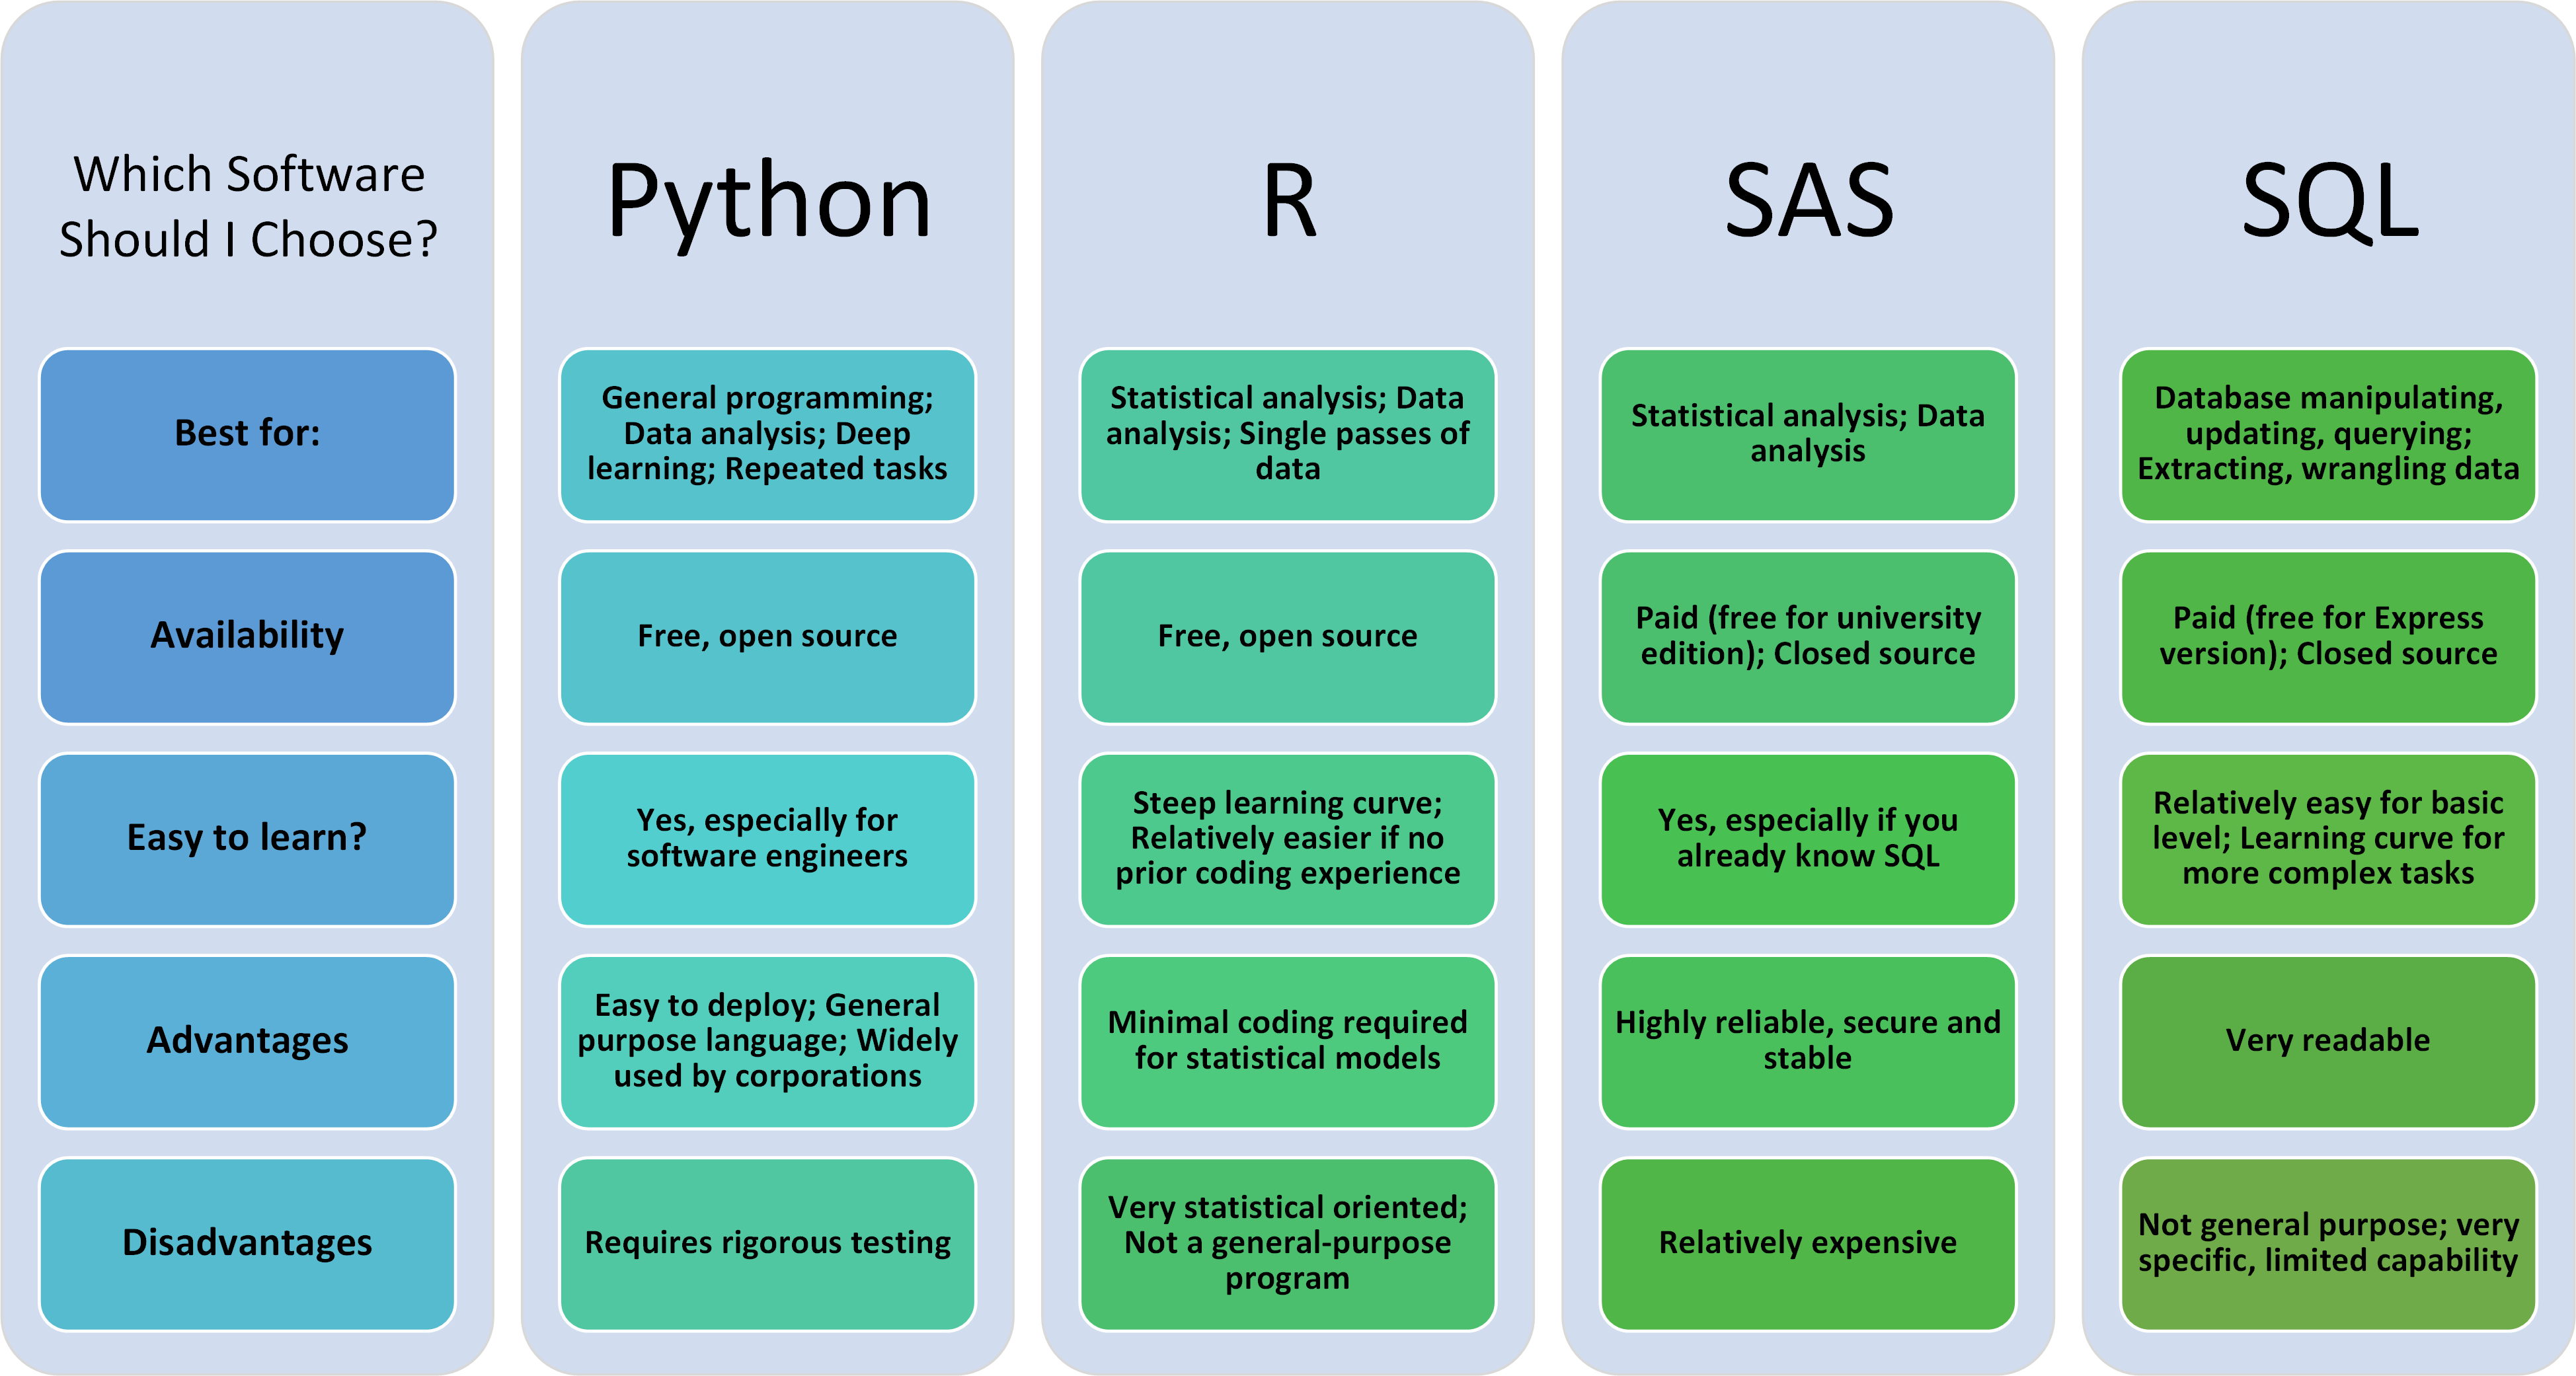 Which Software
Should I Choose?
Best for:
Availability
Easy to learn?
Advantages
Disadvantages
Python
General programming;
Data analysis; Deep
learning; Repeated tasks
Free, open source
Yes, especially for
software engineers
Easy to deploy; General
purpose language; Widely
used by corporations
Requires rigorous testing
R
Statistical analysis; Data
analysis; Single passes of
data
Free, open source
Steep learning curve;
Relatively easier if no
prior coding experience
Minimal coding required
for statistical models
Very statistical oriented;
Not a general-purpose
program
SAS
Statistical analysis; Data
analysis
Paid (free for university
edition); Closed source
Yes, especially if you
already know SQL
Highly reliable, secure and
stable
Relatively expensive
SQL
Database manipulating,
updating, querying;
Extracting, wrangling data
Paid (free for Express
version); Closed source
Relatively easy for basic
level; Learning curve for
more complex tasks
Very readable
Not general purpose; very
specific, limited capability